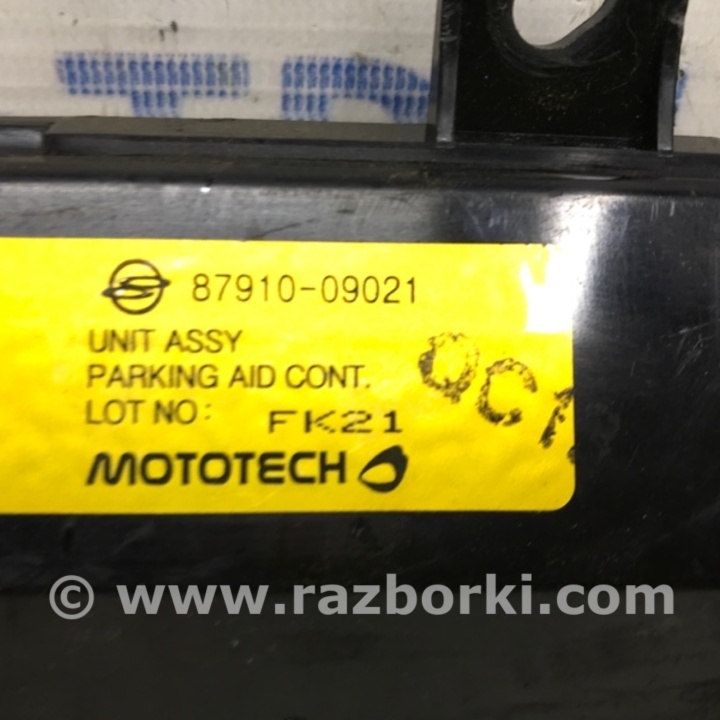 87910-09021
UNIT ASSY
PARKING AID CONT.
LOT NO: FK21
MOTOTECH
© www.razborki.com